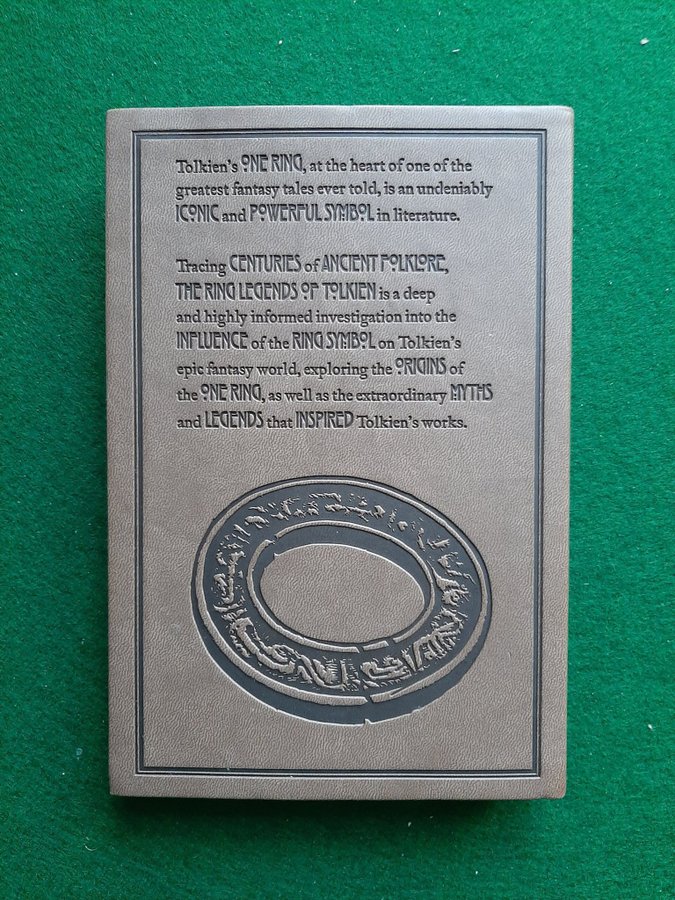 Tolkien's ONE RING, at the heart of one of the
greatest fantasy tales ever told, is an undeniably
ICONIC and POWERFUL SYMBOL in literature.
Tracing CENTURIES of ANCIENT FOLKLORE,
THE RING LEGENDS OF TOLKIEN is a deep
and highly informed investigation into the
INFLUENCE of the RING SYMBOL on Tolkien's
epic fantasy world, exploring the ORIGINS of
the ONE RING, as well as the extraordinary MYTHS
and LEGENDS that INSPIRED Tolkien's works.